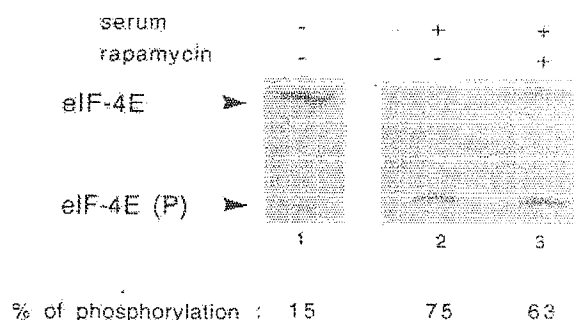 serum - + +
rapamycin - - +
eIF-4E
eIF-4E (P)
1 2 3
% of phosphorylation : 15 75 63